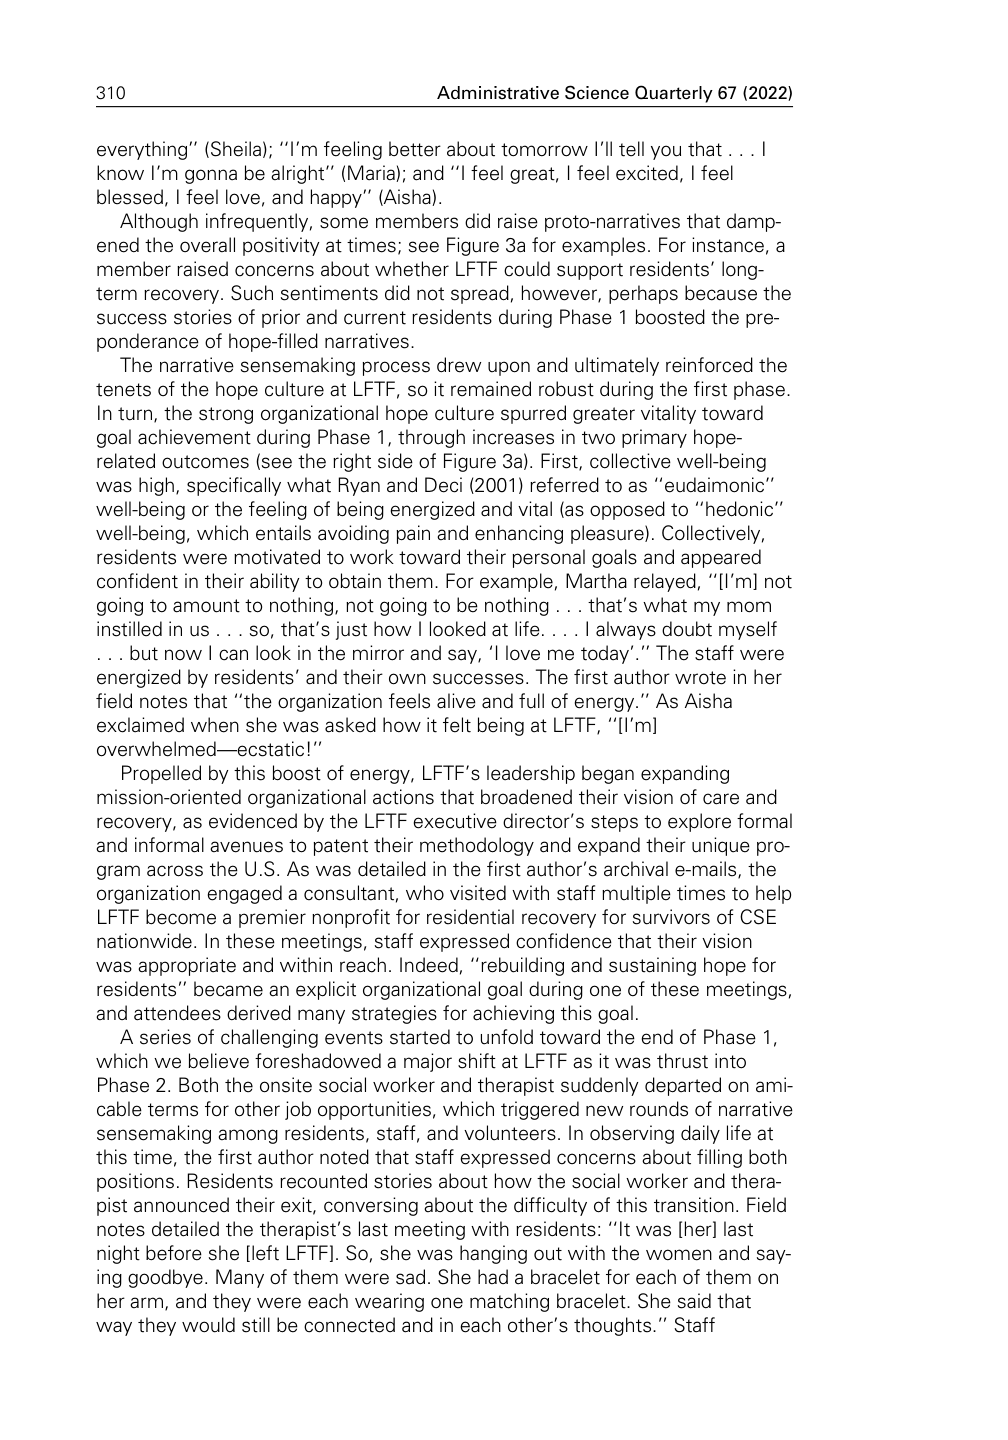 310
Administrative Science Quarterly 67 (2022)
everything’’ (Sheila); ‘‘I’m feeling better about tomorrow I’ll tell you that . . . I
know I’m gonna be alright’’ (Maria); and ‘‘I feel great, I feel excited, I feel
blessed, I feel love, and happy’’ (Aisha).
Although infrequently, some members did raise proto-narratives that damp-
ened the overall positivity at times; see Figure 3a for examples. For instance, a
member raised concerns about whether LFTF could support residents’ long-
term recovery. Such sentiments did not spread, however, perhaps because the
success stories of prior and current residents during Phase 1 boosted the pre-
ponderance of hope-filled narratives.
The narrative sensemaking process drew upon and ultimately reinforced the
tenets of the hope culture at LFTF, so it remained robust during the first phase.
In turn, the strong organizational hope culture spurred greater vitality toward
goal achievement during Phase 1, through increases in two primary hope-
related outcomes (see the right side of Figure 3a). First, collective well-being
was high, specifically what Ryan and Deci (2001) referred to as ‘‘eudaimonic’’
well-being or the feeling of being energized and vital (as opposed to ‘‘hedonic’’
well-being, which entails avoiding pain and enhancing pleasure). Collectively,
residents were motivated to work toward their personal goals and appeared
confident in their ability to obtain them. For example, Martha relayed, ‘‘[I’m] not
going to amount to nothing, not going to be nothing . . . that’s what my mom
instilled in us . . . so, that’s just how I looked at life. . . . I always doubt myself
. . . but now I can look in the mirror and say, ‘I love me today’.’’ The staff were
energized by residents’ and their own successes. The first author wrote in her
field notes that ‘‘the organization feels alive and full of energy.’’ As Aisha
exclaimed when she was asked how it felt being at LFTF, ‘‘[I’m]
overwhelmed—ecstatic!’’
Propelled by this boost of energy, LFTF’s leadership began expanding
mission-oriented organizational actions that broadened their vision of care and
recovery, as evidenced by the LFTF executive director’s steps to explore formal
and informal avenues to patent their methodology and expand their unique pro-
gram across the U.S. As was detailed in the first author’s archival e-mails, the
organization engaged a consultant, who visited with staff multiple times to help
LFTF become a premier nonprofit for residential recovery for survivors of CSE
nationwide. In these meetings, staff expressed confidence that their vision
was appropriate and within reach. Indeed, ‘‘rebuilding and sustaining hope for
residents’’ became an explicit organizational goal during one of these meetings,
and attendees derived many strategies for achieving this goal.
A series of challenging events started to unfold toward the end of Phase 1,
which we believe foreshadowed a major shift at LFTF as it was thrust into
Phase 2. Both the onsite social worker and therapist suddenly departed on ami-
cable terms for other job opportunities, which triggered new rounds of narrative
sensemaking among residents, staff, and volunteers. In observing daily life at
this time, the first author noted that staff expressed concerns about filling both
positions. Residents recounted stories about how the social worker and thera-
pist announced their exit, conversing about the difficulty of this transition. Field
notes detailed the therapist’s last meeting with residents: ‘‘It was [her] last
night before she [left LFTF]. So, she was hanging out with the women and say-
ing goodbye. Many of them were sad. She had a bracelet for each of them on
her arm, and they were each wearing one matching bracelet. She said that
way they would still be connected and in each other’s thoughts.’’ Staff